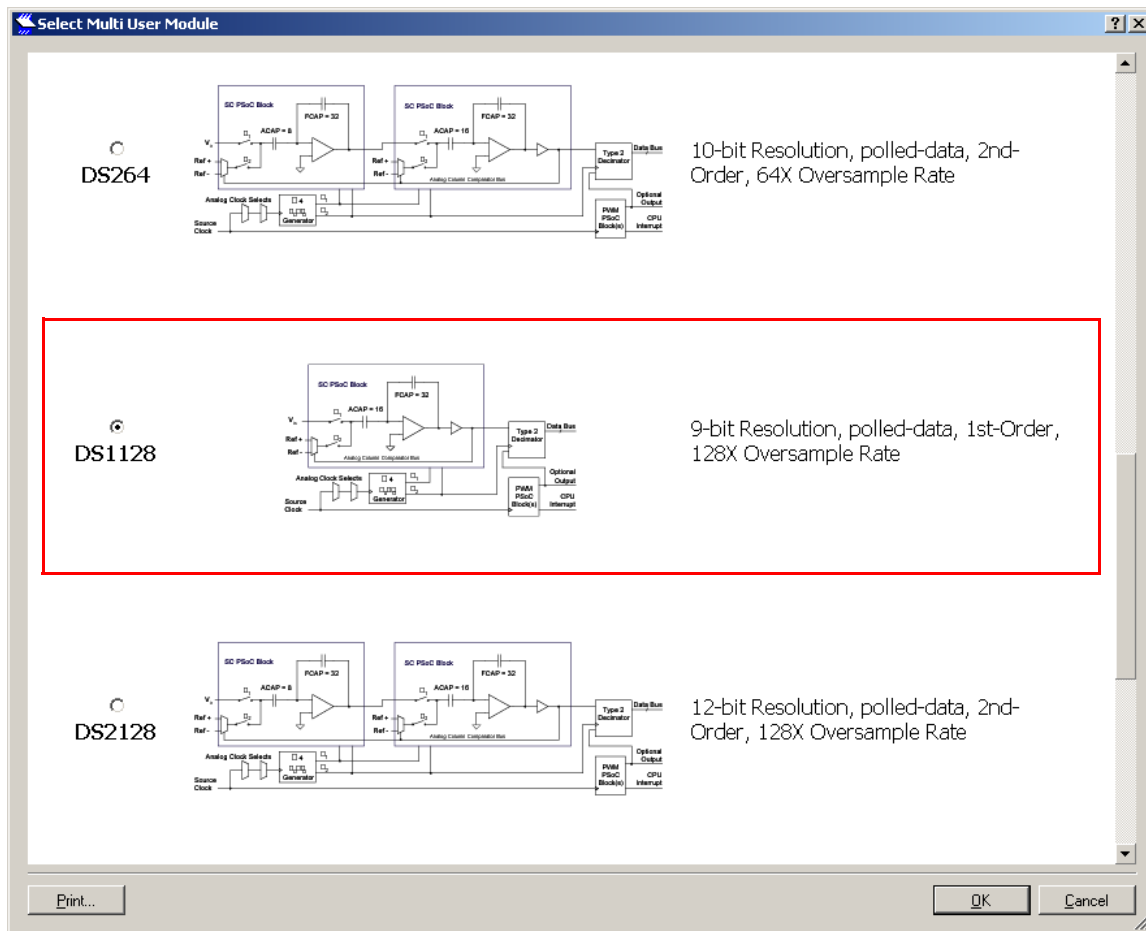 Select Multi User Module
DS264
SC PSoC Block
FCAP = 32
ACAP = 8
SC PSoC Block
FCAP = 32
ACAP = 16
Ref +
Ref -
Ref +
Ref -
Analog Column Comparator Bus
Type 2
Decimator
Data Bus
Analog Clock Selects
4
Generator
Source
Clock
PWM
PSoC
Block(s)
Optional
Output
CPU
Interrupt
10-bit Resolution, polled-data, 2nd-
Order, 64X Oversample Rate
DS1128
SC PSoC Block
FCAP = 32
ACAP = 16
Ref +
Ref -
Analog Column Comparator Bus
Type 2
Decimator
Data Bus
Analog Clock Selects
4
Generator
Source
Clock
PWM
PSoC
Block(s)
Optional
Output
CPU
Interrupt
9-bit Resolution, polled-data, 1st-Order,
128X Oversample Rate
DS2128
SC PSoC Block
FCAP = 32
ACAP = 8
SC PSoC Block
FCAP = 32
ACAP = 16
Ref +
Ref -
Ref +
Ref -
Analog Column Comparator Bus
Type 2
Decimator
Data Bus
Analog Clock Selects
4
Generator
Source
Clock
PWM
PSoC
Block(s)
Optional
Output
CPU
Interrupt
12-bit Resolution, polled-data, 2nd-
Order, 128X Oversample Rate
Print...
OK
Cancel